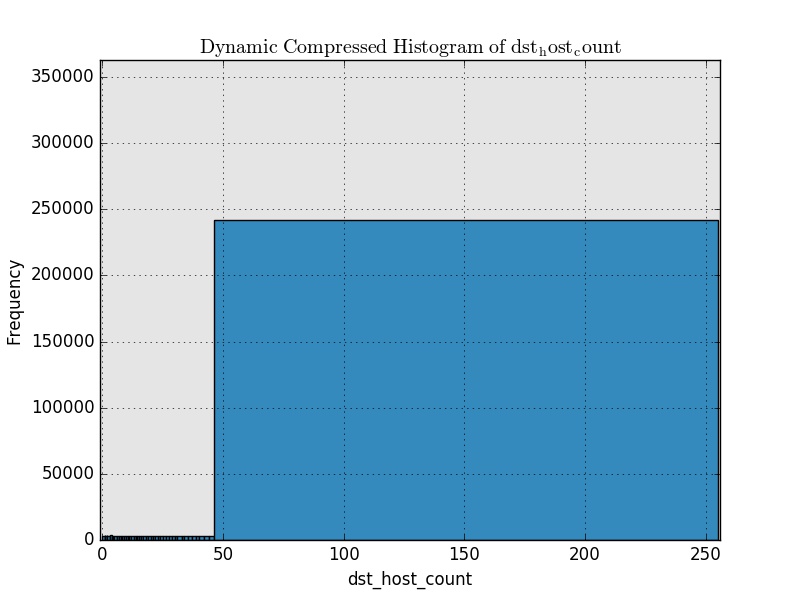 Dynamic Compressed Histogram of dst_host_count
350000
300000
250000
200000
150000
100000
50000
0
Frequency
0 50 100 150 200 250
dst_host_count